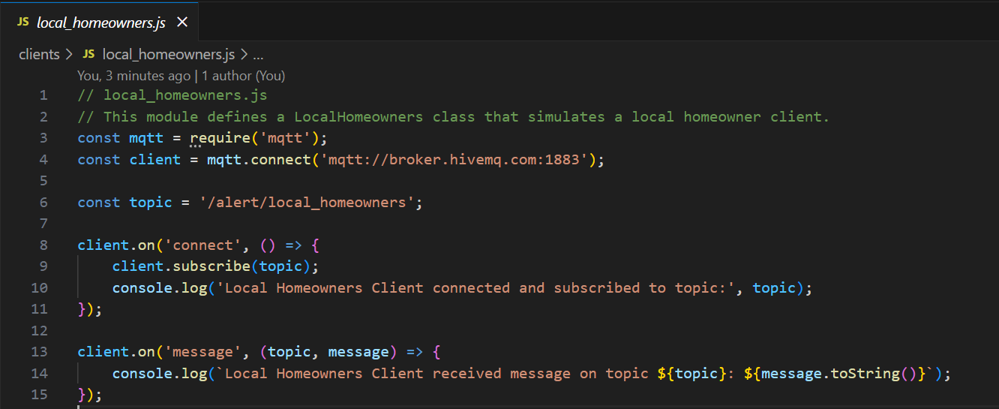 JS local_homeowners.js ×
clients > JS local_homeowners.js > ...
You, 3 minutes ago | 1 author (You)
1 // local_homeowners.js
2 // This module defines a LocalHomeowners class that simulates a local homeowner client.
3 const mqtt = require('mqtt');
4 const client = mqtt.connect('mqtt://broker.hivemq.com:1883');
5
6 const topic = '/alert/local_homeowners';
7
8 client.on('connect', () => {
9     client.subscribe(topic);
10     console.log('Local Homeowners Client connected and subscribed to topic:', topic);
11 });
12
13 client.on('message', (topic, message) => {
14     console.log(`Local Homeowners Client received message on topic ${topic}: ${message.toString()}`);
15 });